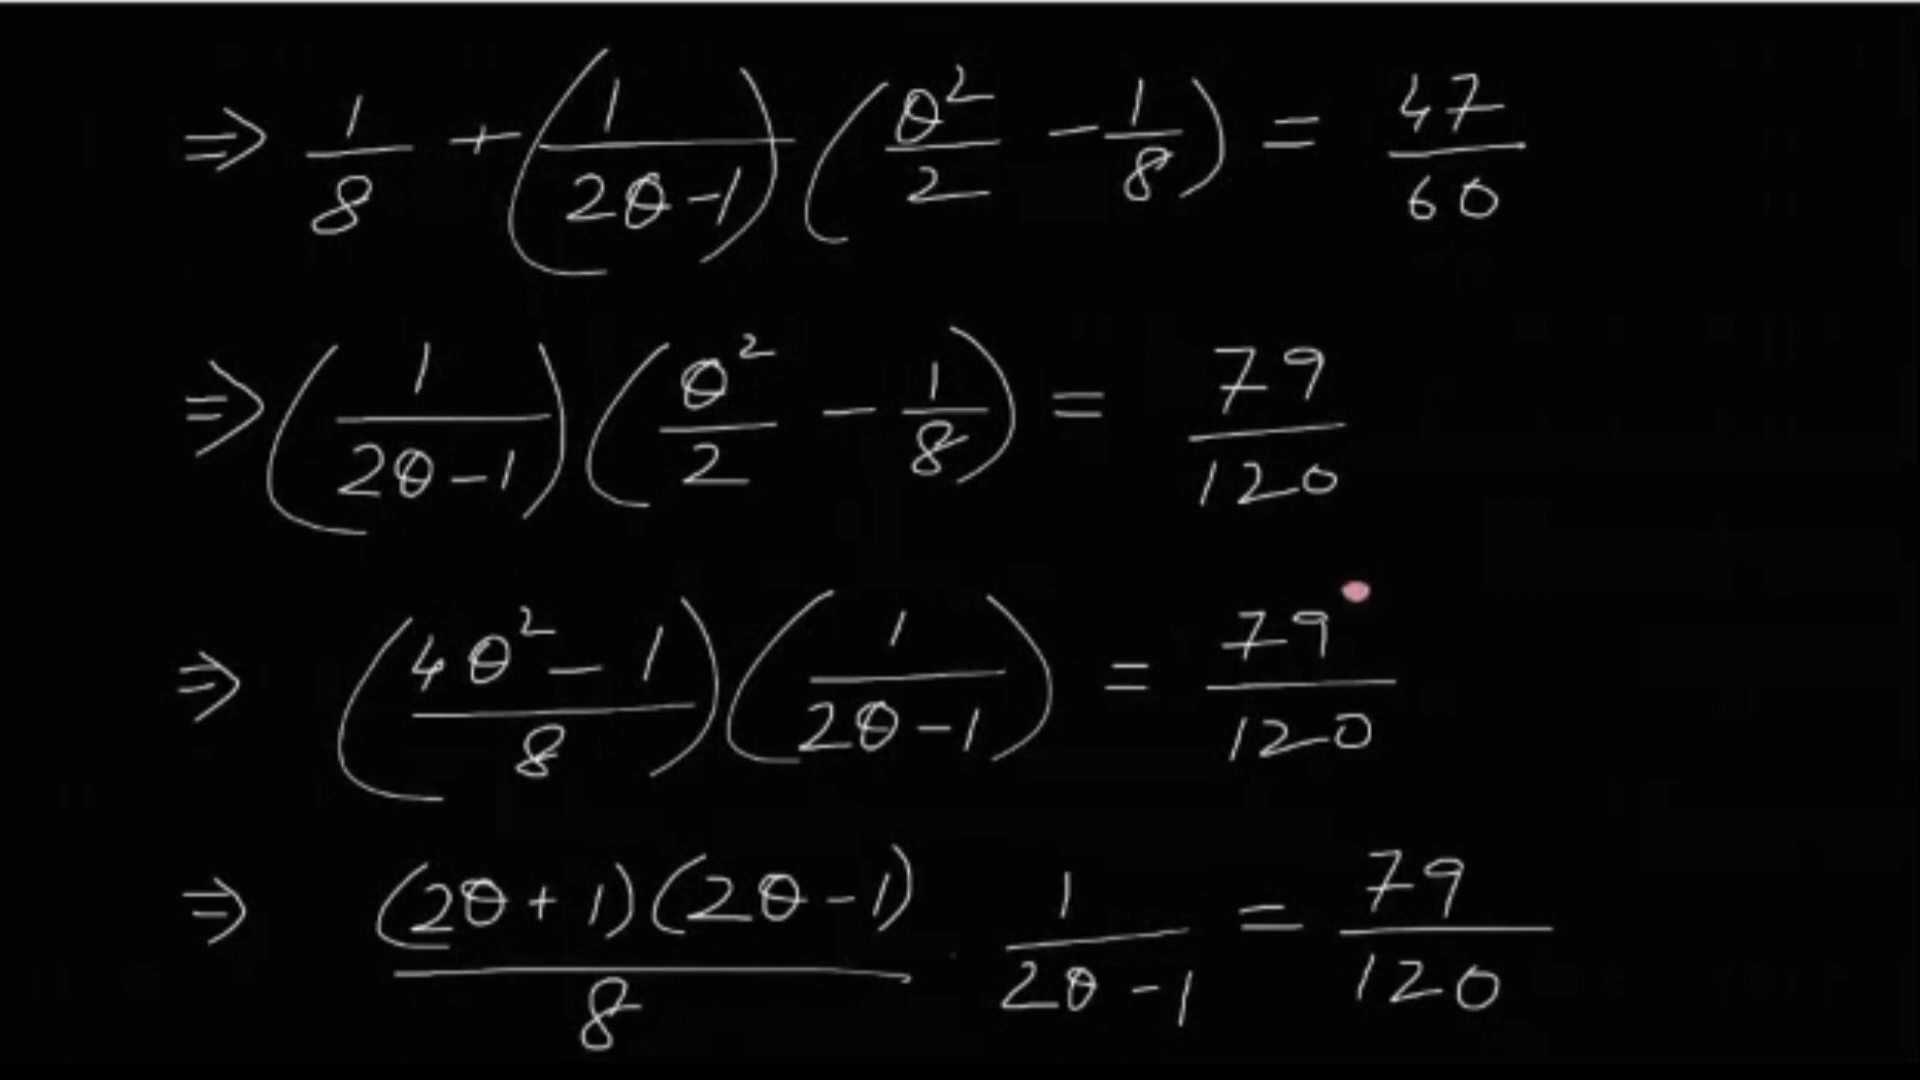 ⇒ 1/8 + (1/(2θ-1)) (θ²/2 - 1/8) = 47/60
⇒ (1/(2θ-1)) (θ²/2 - 1/8) = 79/120
⇒ ((4θ²-1)/8) (1/(2θ-1)) = 79/120
⇒ (2θ+1)(2θ-1)/8 · 1/(2θ-1) = 79/120